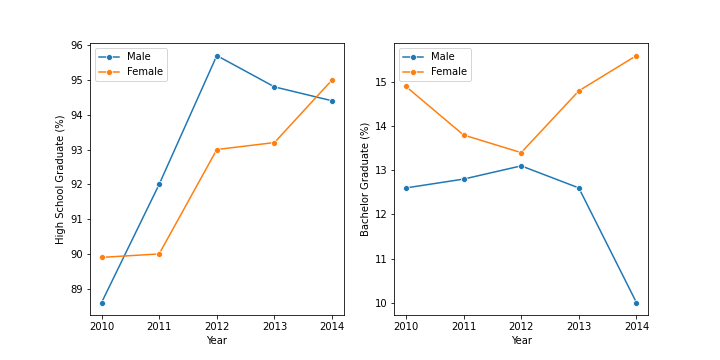 Male
Female
96
95
94
93
92
91
90
89
High School Graduate (%)
2010 2011 2012 2013 2014
Year
Male
Female
15
14
13
12
11
10
Bachelor Graduate (%)
2010 2011 2012 2013 2014
Year